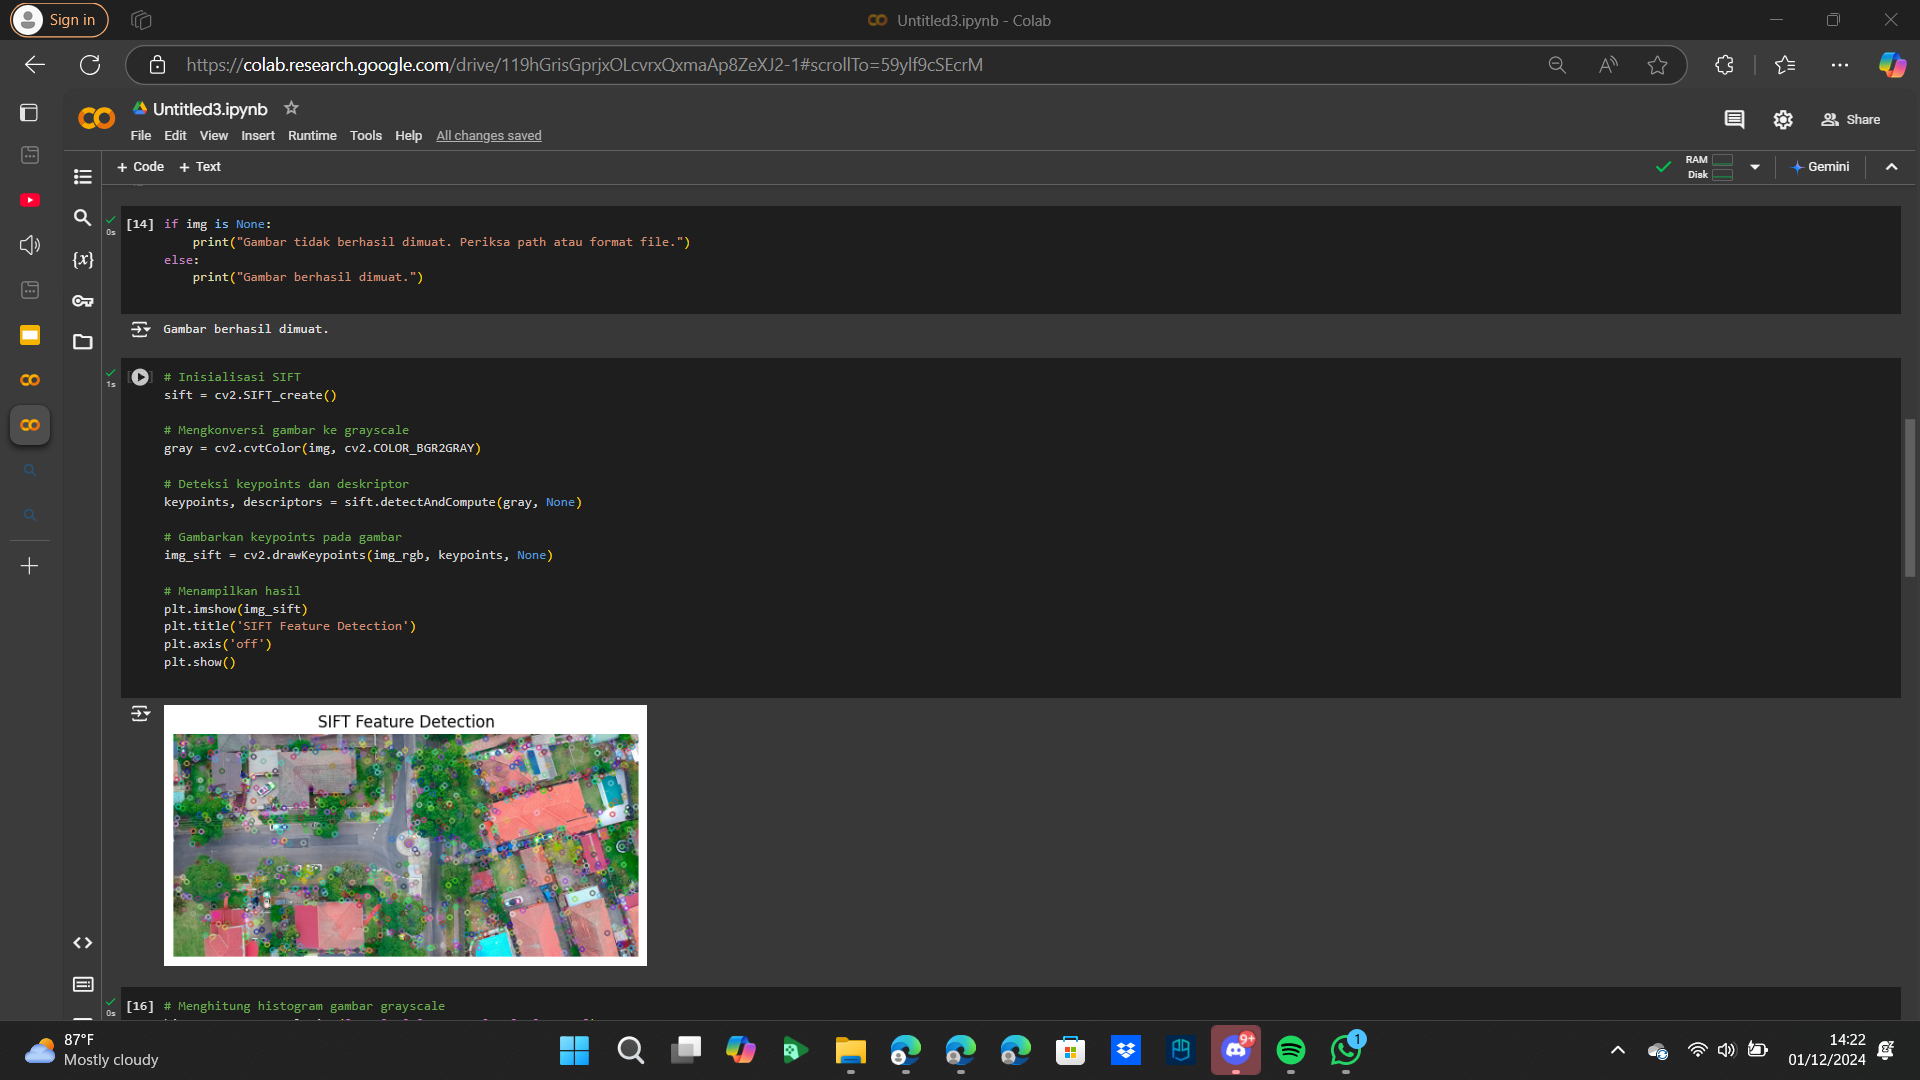 Sign in
Untitled3.ipynb - Colab
https://colab.research.google.com/drive/119hGrisGprjxOLcvrxQxmaAp8ZeXJ2-1#scrollTo=59ylf9cSEcrM
Untitled3.ipynb
File Edit View Insert Runtime Tools Help All changes saved
Share
+ Code + Text
RAM
Disk
Gemini
[14] if img is None:
print("Gambar tidak berhasil dimuat. Periksa path atau format file.")
else:
print("Gambar berhasil dimuat.")
0s
Gambar berhasil dimuat.
1s
# Inisialisasi SIFT
sift = cv2.SIFT_create()
# Mengkonversi gambar ke grayscale
gray = cv2.cvtColor(img, cv2.COLOR_BGR2GRAY)
# Deteksi keypoints dan deskriptor
keypoints, descriptors = sift.detectAndCompute(gray, None)
# Gambarkan keypoints pada gambar
img_sift = cv2.drawKeypoints(img_rgb, keypoints, None)
# Menampilkan hasil
plt.imshow(img_sift)
plt.title('SIFT Feature Detection')
plt.axis('off')
plt.show()
SIFT Feature Detection
[16] # Menghitung histogram gambar grayscale
0s
87°F
Mostly cloudy
9+
1
14:22
01/12/2024